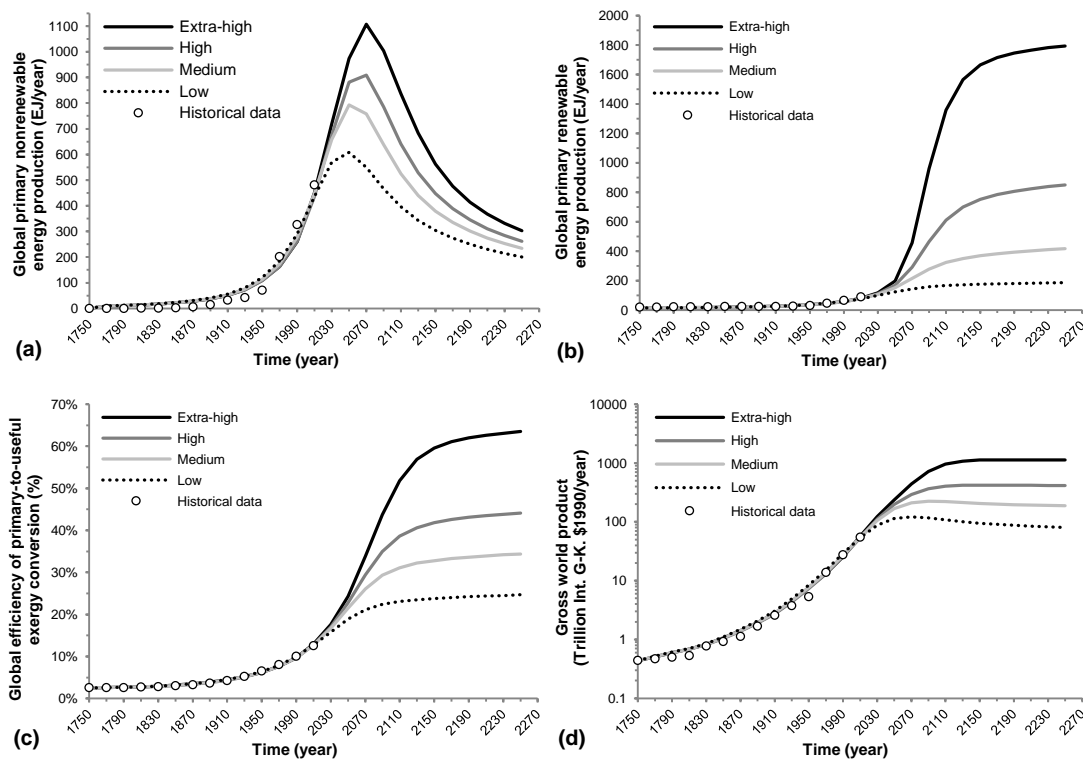 Global primary nonrenewable
energy production (EJ/year)
1100
1000
900
800
700
600
500
400
300
200
100
0
Extra-high
High
Medium
Low
Historical data
1750
1790
1830
1870
1910
1950
1990
2030
2070
2110
2150
2190
2230
2270
(a)
Time (year)
Global primary renewable
energy production (EJ/year)
2000
1800
1600
1400
1200
1000
800
600
400
200
0
Extra-high
High
Medium
Low
Historical data
1750
1790
1830
1870
1910
1950
1990
2030
2070
2110
2150
2190
2230
2270
(b)
Time (year)
Global efficiency of primary-to-useful
exergy conversion (%)
70%
60%
50%
40%
30%
20%
10%
0%
Extra-high
High
Medium
Low
Historical data
1750
1790
1830
1870
1910
1950
1990
2030
2070
2110
2150
2190
2230
2270
(c)
Time (year)
Gross world product
(Trillion Int. G-K. $1990/year)
10000
1000
100
10
1
0.1
Extra-high
High
Medium
Low
Historical data
1750
1790
1830
1870
1910
1950
1990
2030
2070
2110
2150
2190
2230
2270
(d)
Time (year)